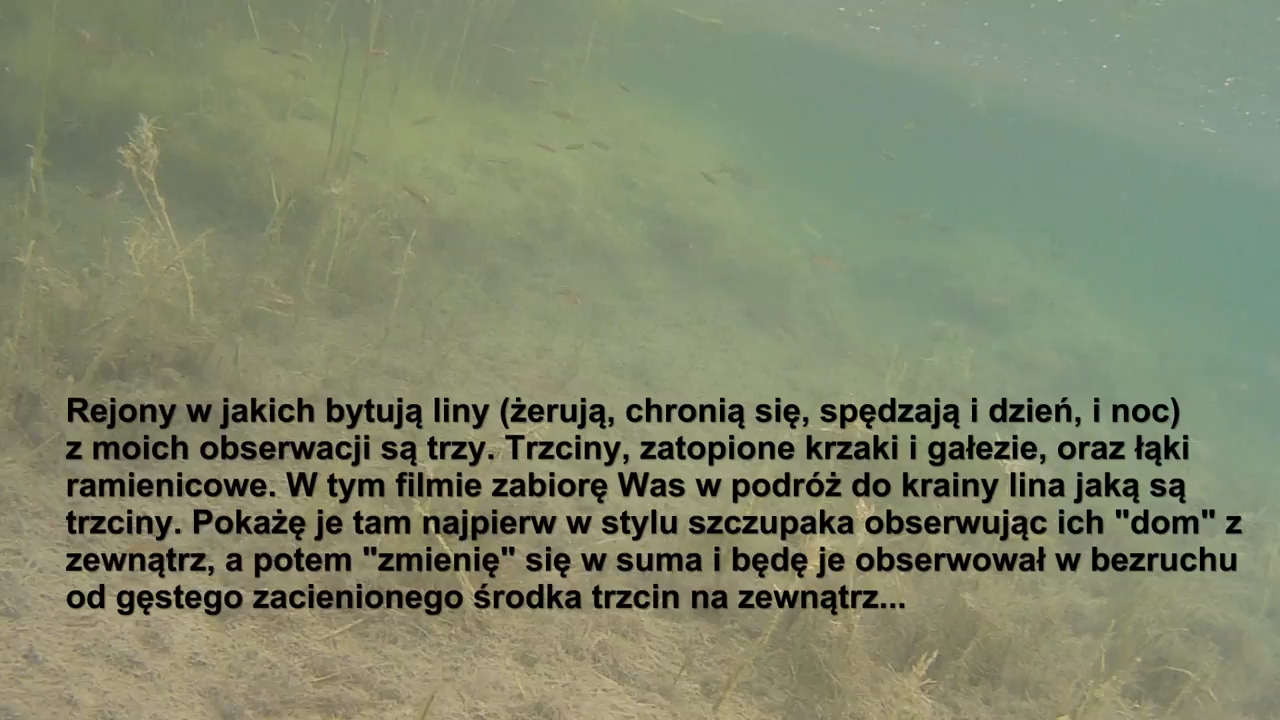 Rejony w jakich bytują liny (żerują, chronią się, spędzają i dzień, i noc)
z moich obserwacji są trzy. Trzciny, zatopione krzaki i gałezie, oraz łąki
ramienicowe. W tym filmie zabiorę Was w podróż do krainy lina jaką są
trzciny. Pokażę je tam najpierw w stylu szczupaka obserwując ich "dom" z
zewnątrz, a potem "zmienię" się w suma i będę je obserwował w bezruchu
od gęstego zacienionego środka trzcin na zewnątrz...